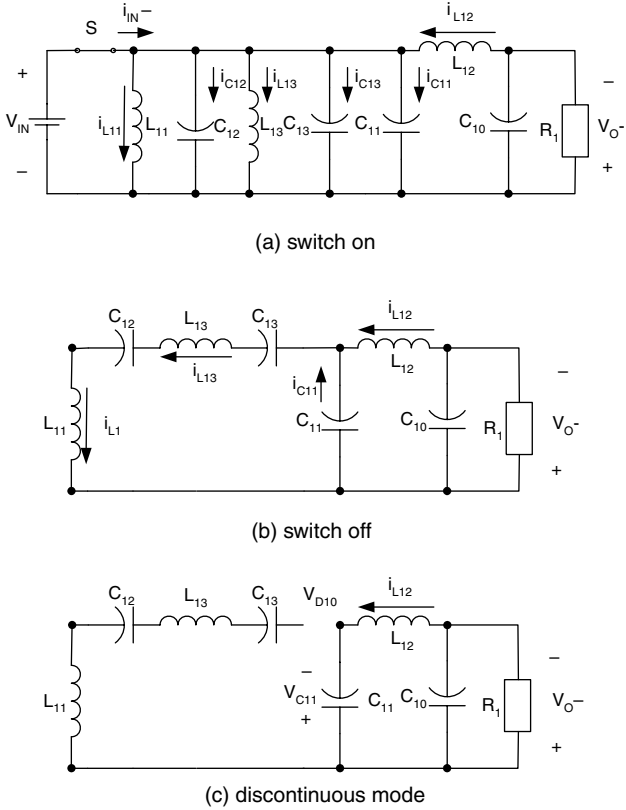 S i_IN– i_L12
+ i_C12 i_L13 i_C13 i_C11 L_12 –
V_IN i_L11 L_11 C_12 L_13 C_13 C_11 C_10 R_1 V_O-
– +
(a) switch on
C_12 L_13 C_13 i_L12
i_L13 L_12 –
i_C11
L_11 i_L1 C_11 C_10 R_1 V_O-
+
(b) switch off
C_12 L_13 C_13 V_D10 i_L12
L_12
– –
L_11 V_C11 C_11 C_10 R_1 V_O–
+ +
(c) discontinuous mode